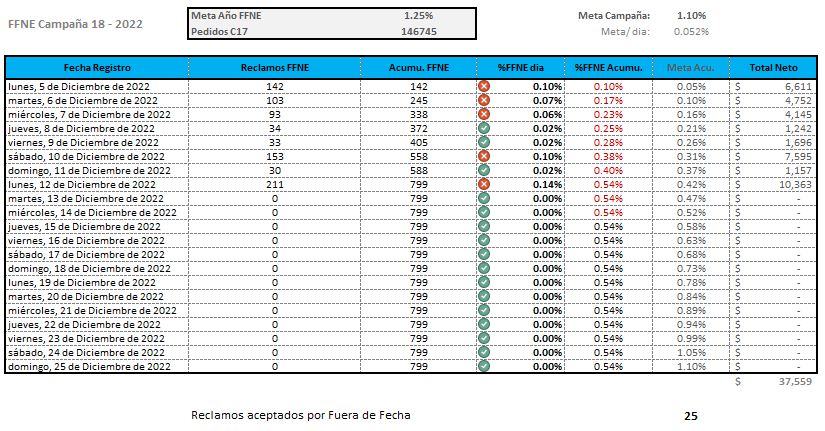 FFNE Campaña 18 - 2022
Meta Año FFNE 1.25% Meta Campaña: 1.10%
Pedidos C17 146745 Meta/ dia: 0.052%
Fecha Registro Reclamos FFNE Acumu. FFNE %FFNE dia %FFNE Acumu. Meta Acu. Total Neto
lunes, 5 de Diciembre de 2022 142 142 0.10% 0.10% 0.05% $ 6,611
martes, 6 de Diciembre de 2022 103 245 0.07% 0.17% 0.10% $ 4,752
miércoles, 7 de Diciembre de 2022 93 338 0.06% 0.23% 0.16% $ 4,145
jueves, 8 de Diciembre de 2022 34 372 0.02% 0.25% 0.21% $ 1,242
viernes, 9 de Diciembre de 2022 33 405 0.02% 0.28% 0.26% $ 1,696
sábado, 10 de Diciembre de 2022 153 558 0.10% 0.38% 0.31% $ 7,595
domingo, 11 de Diciembre de 2022 30 588 0.02% 0.40% 0.37% $ 1,157
lunes, 12 de Diciembre de 2022 211 799 0.14% 0.54% 0.42% $ 10,363
martes, 13 de Diciembre de 2022 0 799 0.00% 0.54% 0.47% $ -
miércoles, 14 de Diciembre de 2022 0 799 0.00% 0.54% 0.52% $ -
jueves, 15 de Diciembre de 2022 0 799 0.00% 0.54% 0.58% $ -
viernes, 16 de Diciembre de 2022 0 799 0.00% 0.54% 0.63% $ -
sábado, 17 de Diciembre de 2022 0 799 0.00% 0.54% 0.68% $ -
domingo, 18 de Diciembre de 2022 0 799 0.00% 0.54% 0.73% $ -
lunes, 19 de Diciembre de 2022 0 799 0.00% 0.54% 0.78% $ -
martes, 20 de Diciembre de 2022 0 799 0.00% 0.54% 0.84% $ -
miércoles, 21 de Diciembre de 2022 0 799 0.00% 0.54% 0.89% $ -
jueves, 22 de Diciembre de 2022 0 799 0.00% 0.54% 0.94% $ -
viernes, 23 de Diciembre de 2022 0 799 0.00% 0.54% 0.99% $ -
sábado, 24 de Diciembre de 2022 0 799 0.00% 0.54% 1.05% $ -
domingo, 25 de Diciembre de 2022 0 799 0.00% 0.54% 1.10% $ -
$ 37,559
Reclamos aceptados por Fuera de Fecha 25